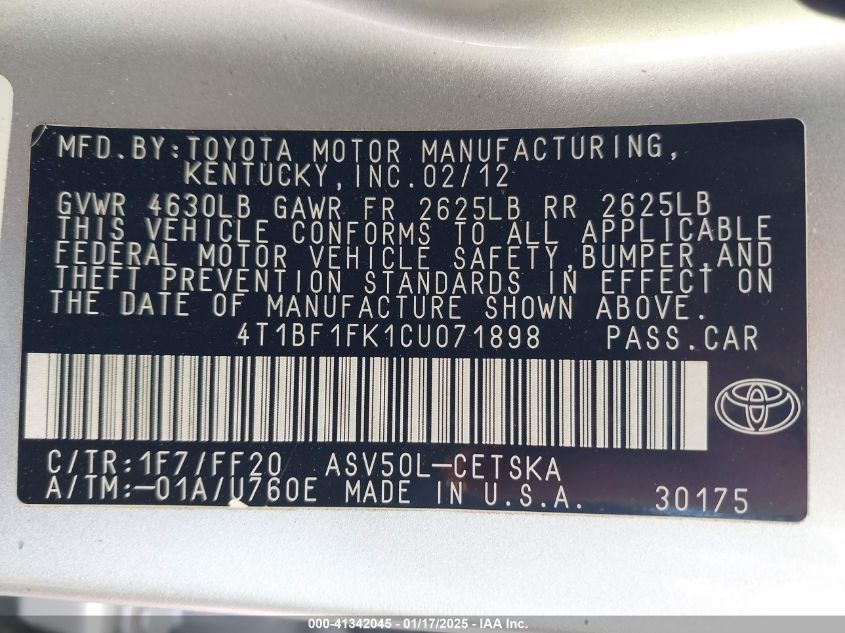 MFD.BY:TOYOTA MOTOR MANUFACTURING,
KENTUCKY,INC.02/12
GVWR 4630LB GAWR FR 2625LB RR 2625LB
THIS VEHICLE CONFORMS TO ALL APPLICABLE
FEDERAL MOTOR VEHICLE SAFETY,BUMPER,AND
THEFT PREVENTION STANDARDS IN EFFECT ON
THE DATE OF MANUFACTURE SHOWN ABOVE.
4T1BF1FK1CU071898 PASS.CAR
C/TR:1F7/FF20 ASV50L-CETSKA
A/TM:-01A/U760E MADE IN U.S.A. 30175
000-41342045 - 01/17/2025 - IAA Inc.